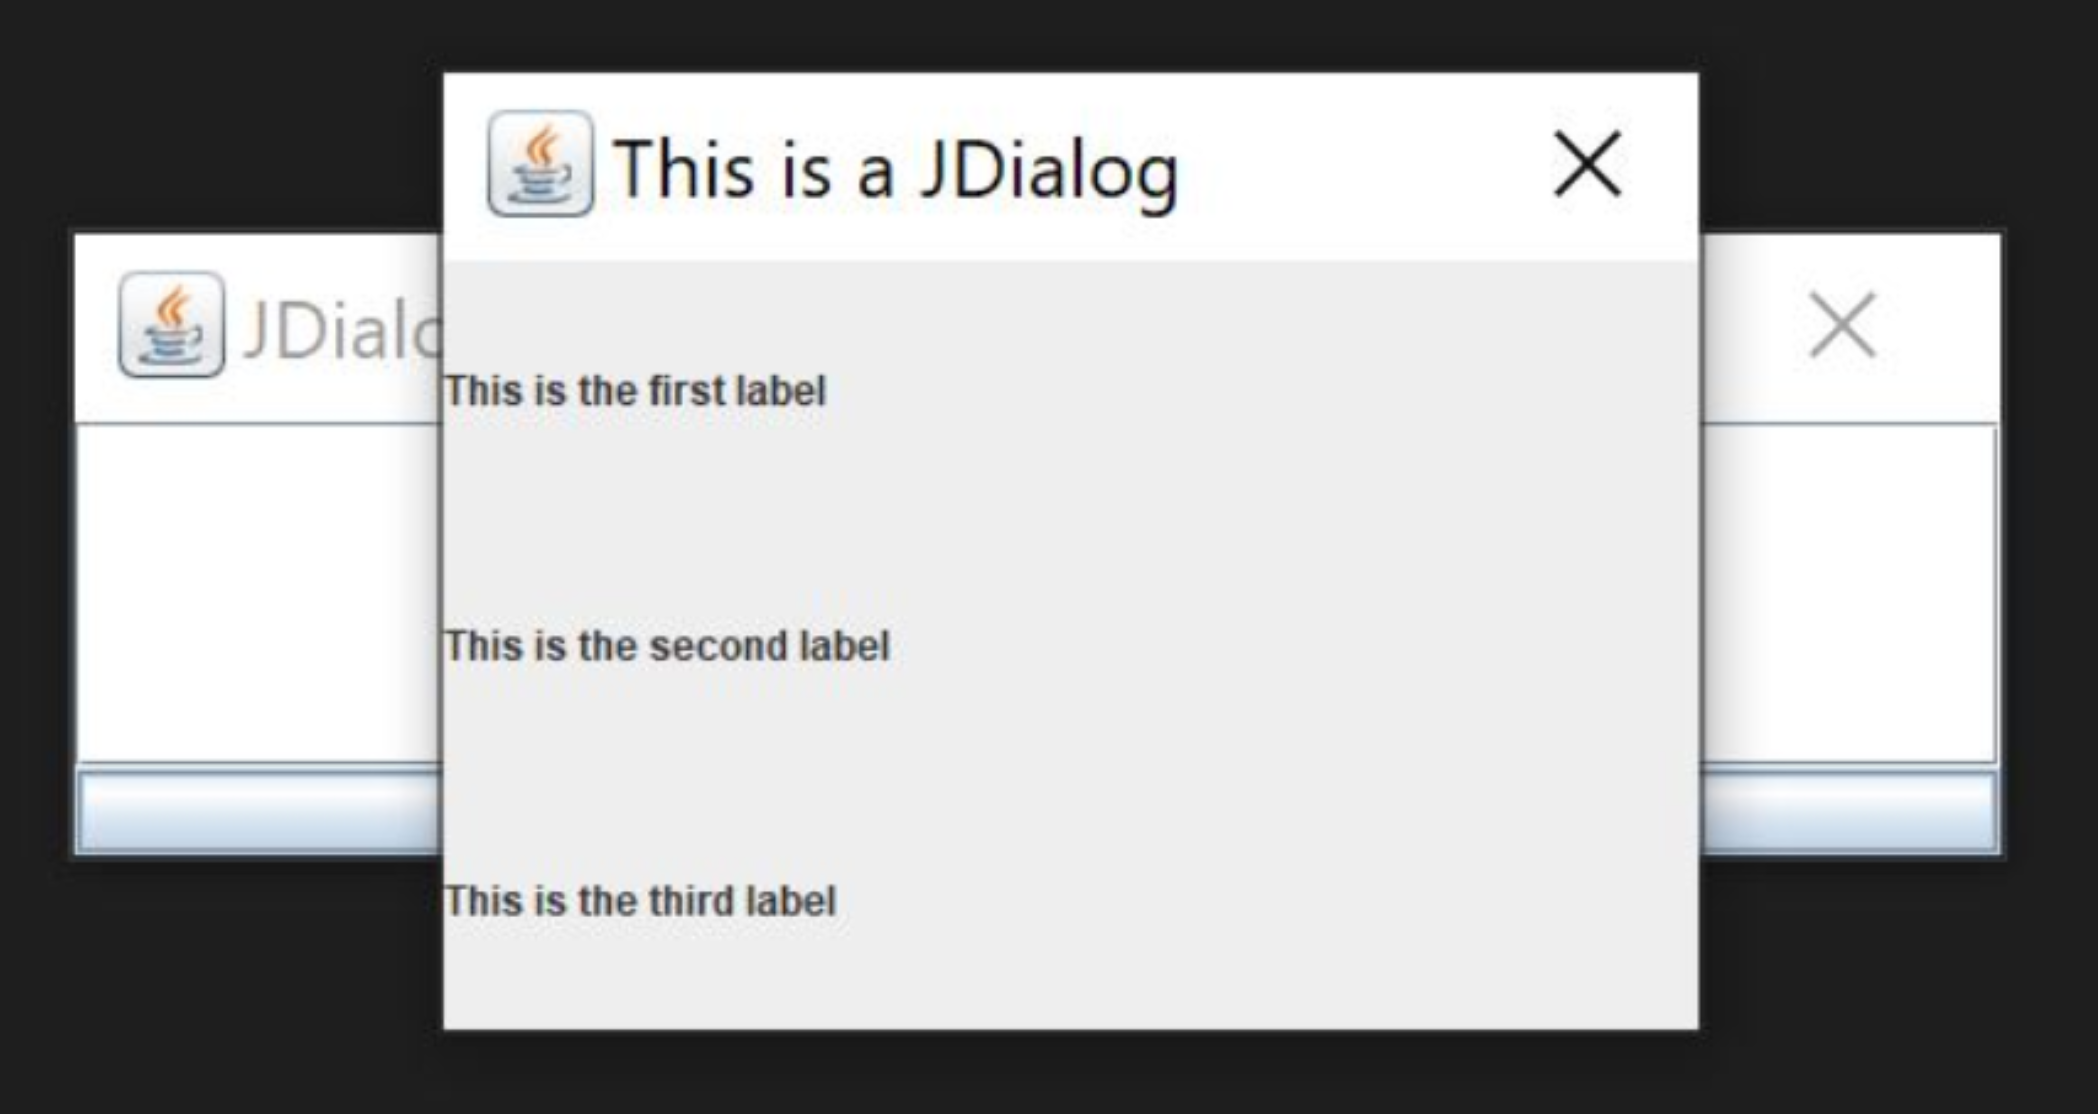 This is a JDialog
JDialo
This is the first label
This is the second label
This is the third label